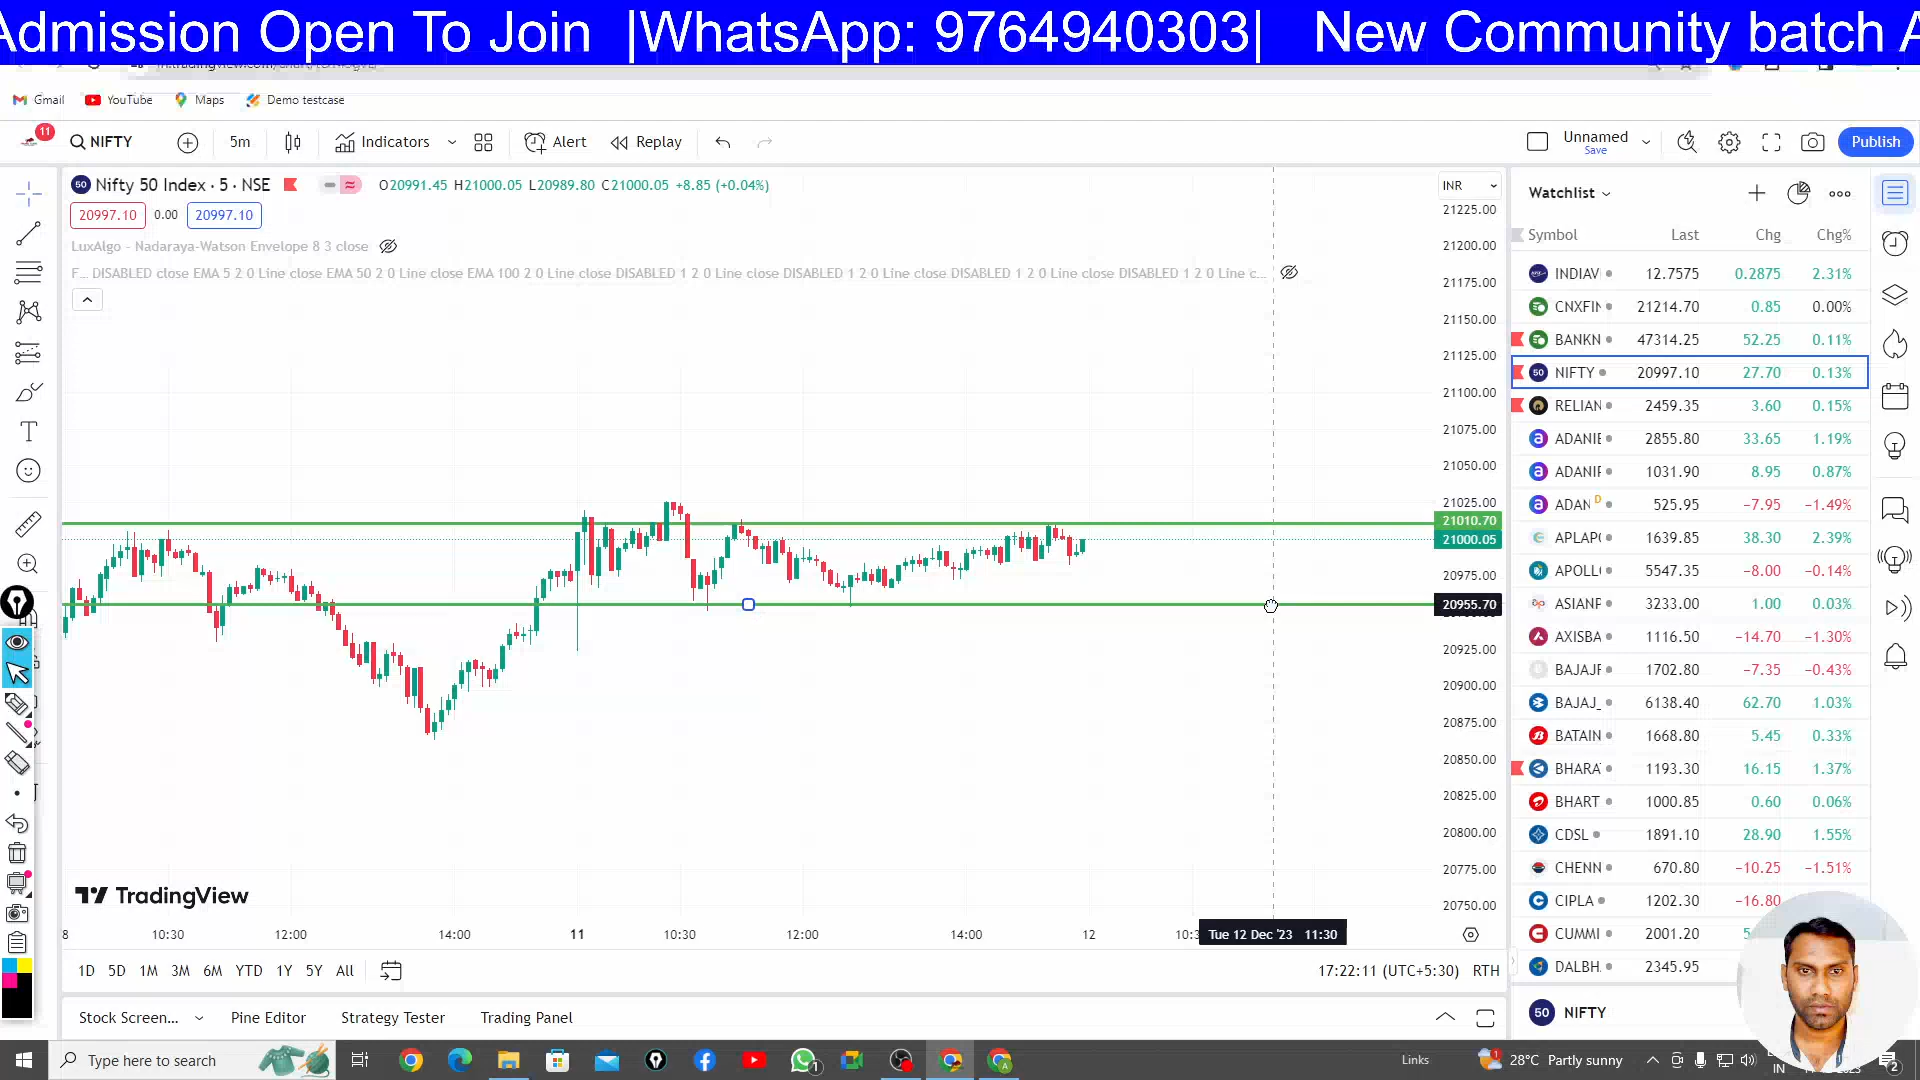 Admission Open To Join |WhatsApp: 9764940303| New Community batch A
Gmail YouTube Maps Demo testcase
11 NIFTY 5m Indicators Alert Replay Unnamed Save Publish
50 Nifty 50 Index · 5 · NSE O20991.45 H21000.05 L20989.80 C21000.05 +8.85 (+0.04%)
20997.10 0.00 20997.10
LuxAlgo - Nadaraya-Watson Envelope 8 3 close
F... DISABLED close EMA 5 2 0 Line close EMA 50 2 0 Line close EMA 100 2 0 Line close DISABLED 1 2 0 Line close DISABLED 1 2 0 Line close DISABLED 1 2 0 Line close DISABLED 1 2 0 Line c...
INR
21225.00
21200.00
21175.00
21150.00
21125.00
21100.00
21075.00
21050.00
21025.00
21010.70
21000.05
20975.00
20955.70
20925.00
20900.00
20875.00
20850.00
20825.00
20800.00
20775.00
20750.00
TradingView
8 10:30 12:00 14:00 11 10:30 12:00 14:00 12 10:3 Tue 12 Dec '23 11:30
1D 5D 1M 3M 6M YTD 1Y 5Y All 17:22:11 (UTC+5:30) RTH
Stock Screen... Pine Editor Strategy Tester Trading Panel
Watchlist
Symbol Last Chg Chg%
INDIAV 12.7575 0.2875 2.31%
CNXFIN 21214.70 0.85 0.00%
BANKN 47314.25 52.25 0.11%
50 NIFTY 20997.10 27.70 0.13%
RELIAN 2459.35 3.60 0.15%
ADANIE 2855.80 33.65 1.19%
ADANIP 1031.90 8.95 0.87%
ADAN D 525.95 −7.95 −1.49%
APLAPO 1639.85 38.30 2.39%
APOLL 5547.35 −8.00 −0.14%
ASIANP 3233.00 1.00 0.03%
AXISBA 1116.50 −14.70 −1.30%
BAJAJF 1702.80 −7.35 −0.43%
BAJAJ_ 6138.40 62.70 1.03%
BATAIN 1668.80 5.45 0.33%
BHARA 1193.30 16.15 1.37%
BHART 1000.85 0.60 0.06%
CDSL 1891.10 28.90 1.55%
CHENN 670.80 −10.25 −1.51%
CIPLA 1202.30 −16.80
CUMMI 2001.20
DALBH 2345.95
50 NIFTY
Type here to search 1 Links 28°C Partly sunny IN 2